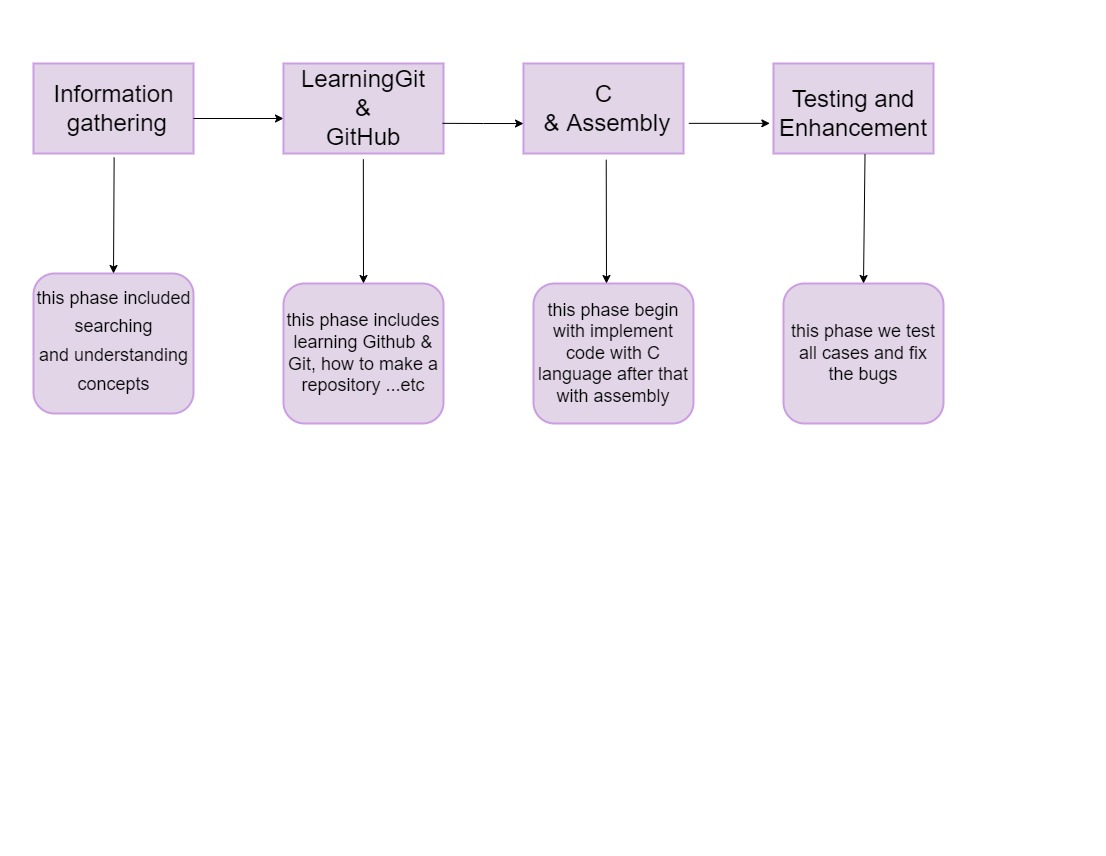 Information
gathering
LearningGit
&
GitHub
C
& Assembly
Testing and
Enhancement
this phase included
searching
and understanding
concepts
this phase includes
learning Github &
Git, how to make a
repository ...etc
this phase begin
with implement
code with C
language after that
with assembly
this phase we test
all cases and fix
the bugs